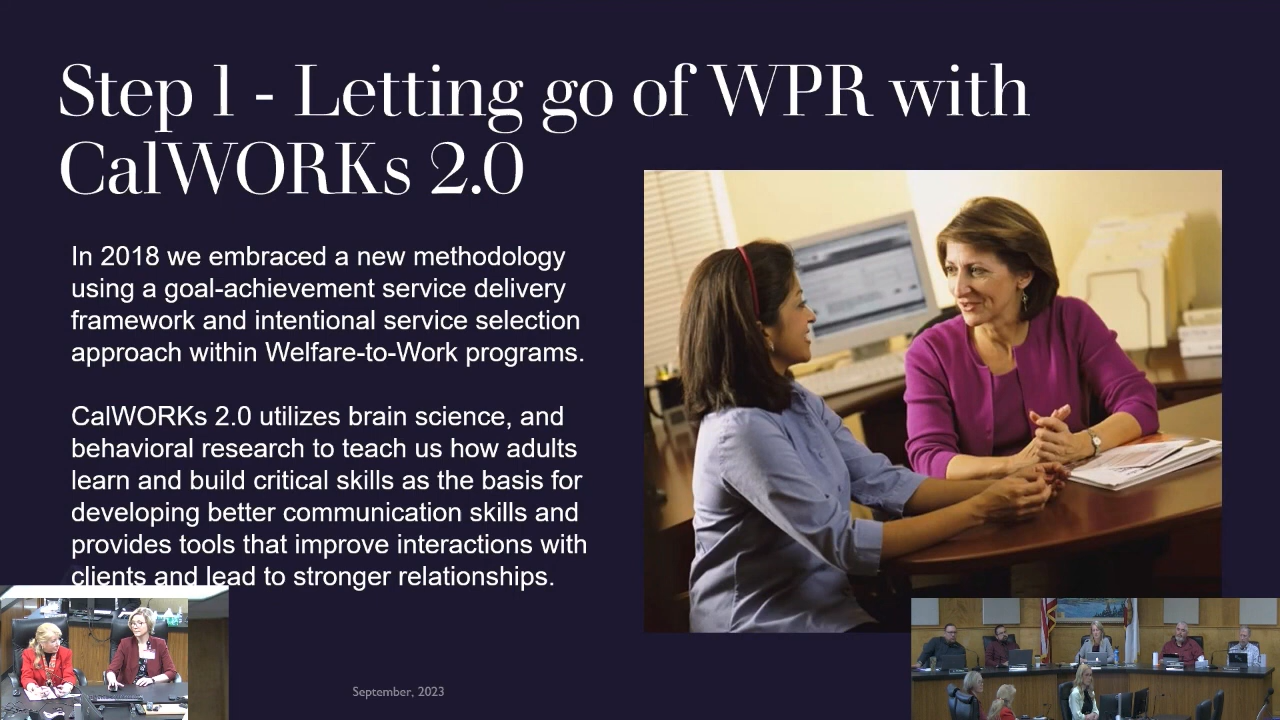 Step 1 - Letting go of WPR with
CalWORKs 2.0
In 2018 we embraced a new methodology
using a goal-achievement service delivery
framework and intentional service selection
approach within Welfare-to-Work programs.
CalWORKs 2.0 utilizes brain science, and
behavioral research to teach us how adults
learn and build critical skills as the basis for
developing better communication skills and
provides tools that improve interactions with
clients and lead to stronger relationships.
September, 2023